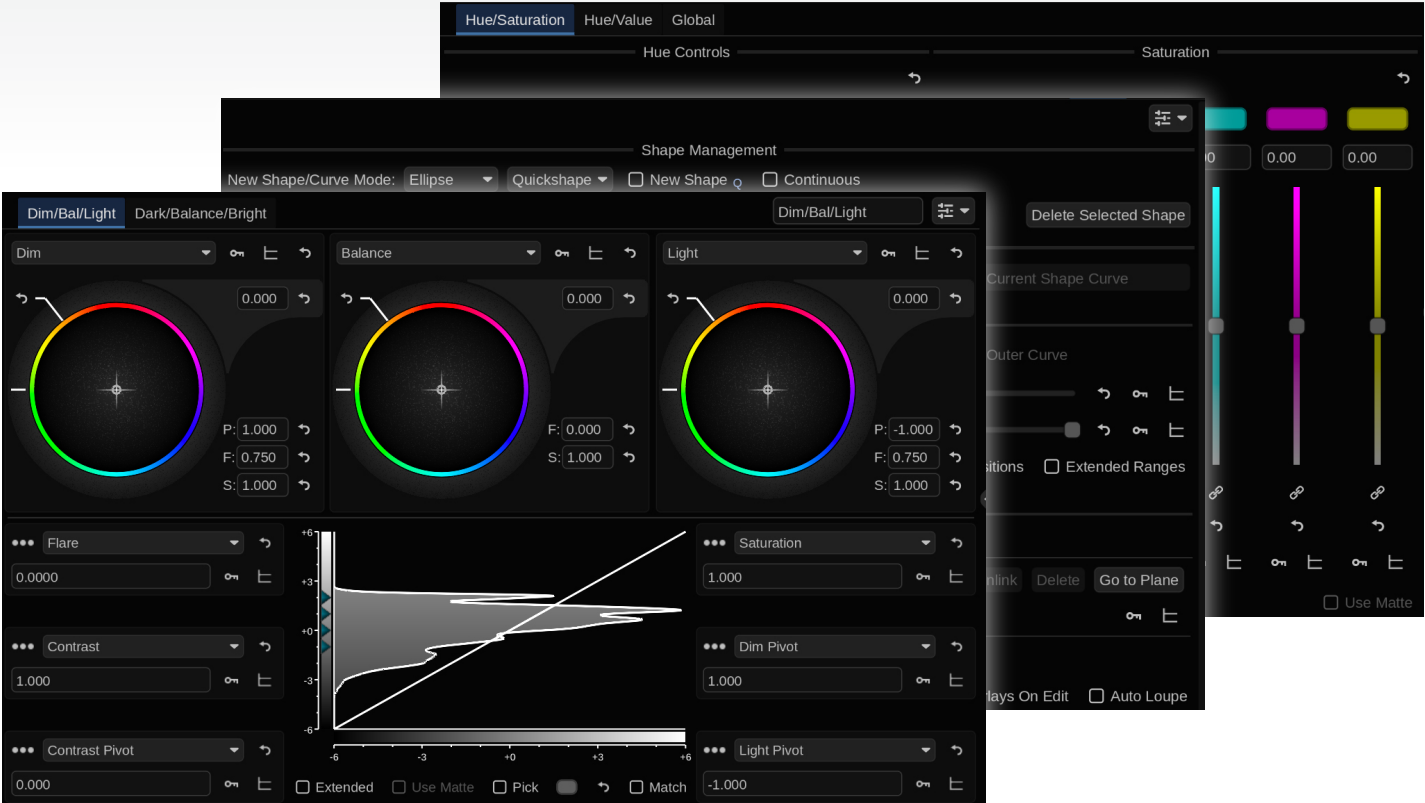 Hue/Saturation Hue/Value Global
Hue Controls Saturation
0.00 0.00
Use Matte
Shape Management
New Shape/Curve Mode: Ellipse Quickshape New Shape Q Continuous
Delete Selected Shape
Current Shape Curve
Outer Curve
Extended Ranges
Delete Go to Plane
On Edit Auto Loupe
Dim/Bal/Light Dark/Balance/Bright Dim/Bal/Light
Dim Balance Light
0.000 0.000 0.000
P: 1.000 F: 0.000 P: -1.000
F: 0.750 S: 1.000 F: 0.750
S: 1.000 S: 1.000
Flare +6 Saturation
0.0000 +3 1.000
Contrast +0 Dim Pivot
1.000 -3 1.000
Contrast Pivot -6 Light Pivot
-6 -3 +0 +3 +6
0.000 Extended Use Matte Pick Match -1.000